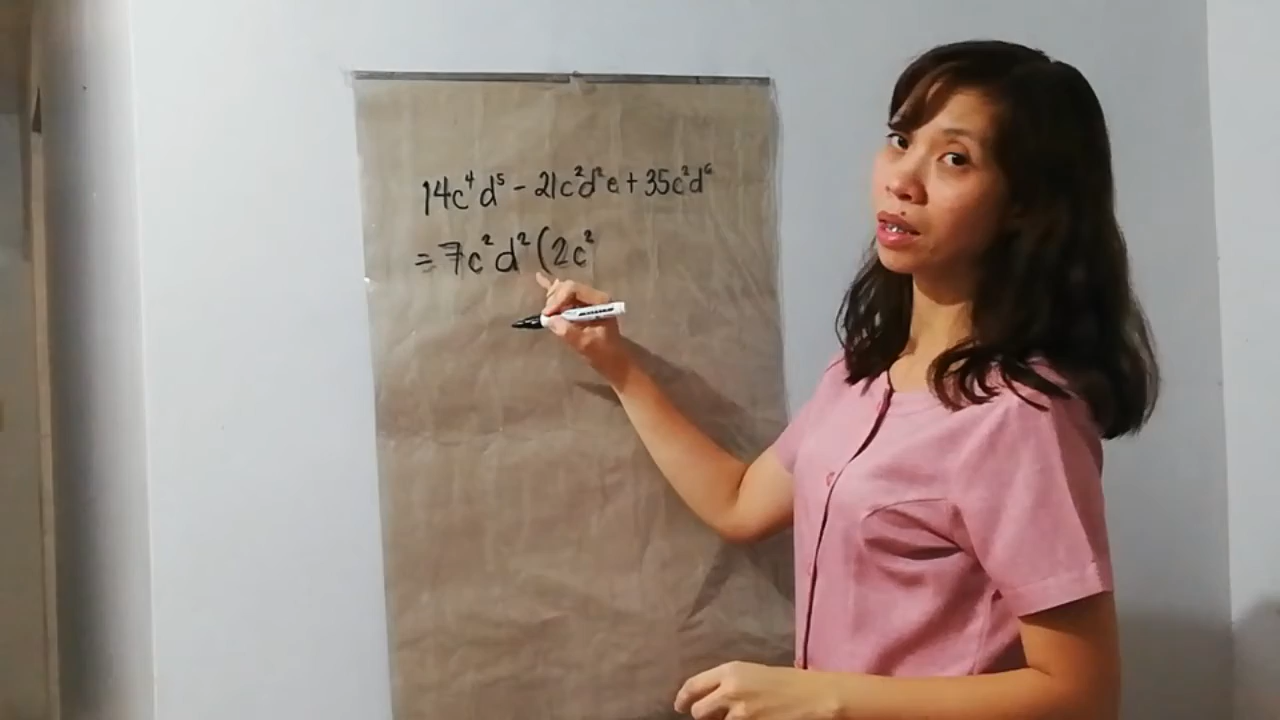 14c⁴d⁵ - 21c²d²e + 35c²d⁶
= 7c²d² (2c²